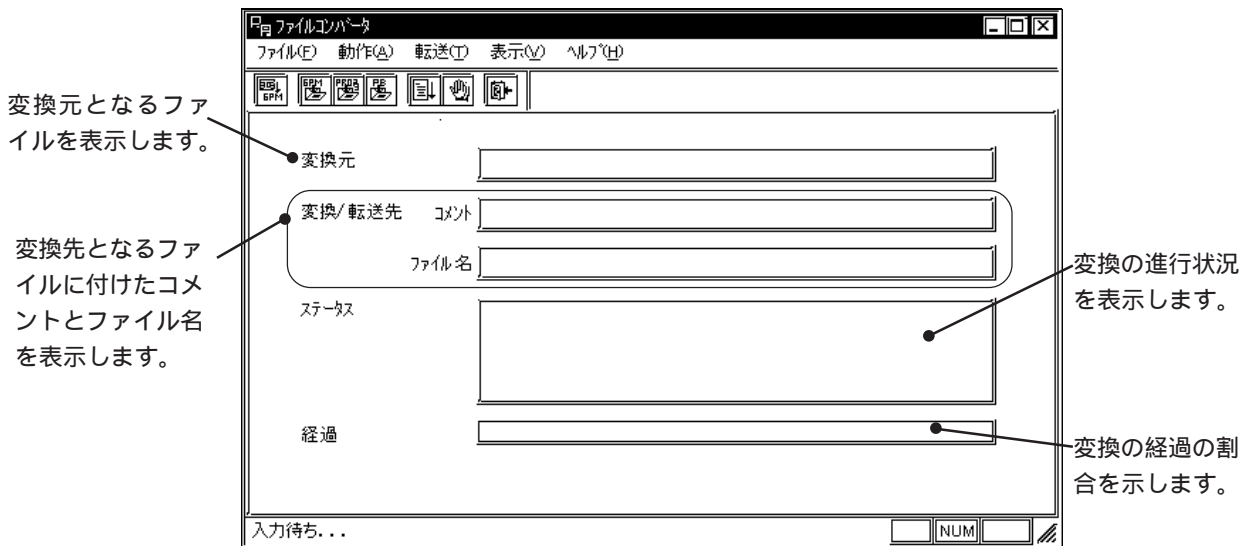 ファイルコンバータ
ファイル(F) 動作(A) 転送(T) 表示(V) ヘルプ(H)
GPM GPM PRO3 PE
変換元となるファ
イルを表示します。
変換元
変換/転送先 コメント
ファイル名
変換先となるファ
イルに付けたコメ
ントとファイル名
を表示します。
変換の進行状況
を表示します。
ステータス
経過
変換の経過の割
合を示します。
入力待ち...
NUM